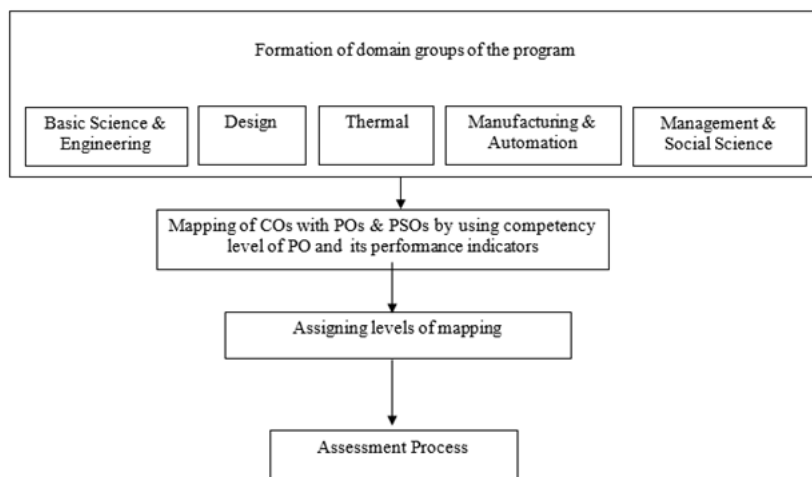 Formation of domain groups of the program
Basic Science &
Engineering
Design
Thermal
Manufacturing &
Automation
Management &
Social Science
Mapping of COs with POs & PSOs by using competency
level of PO and its performance indicators
Assigning levels of mapping
Assessment Process